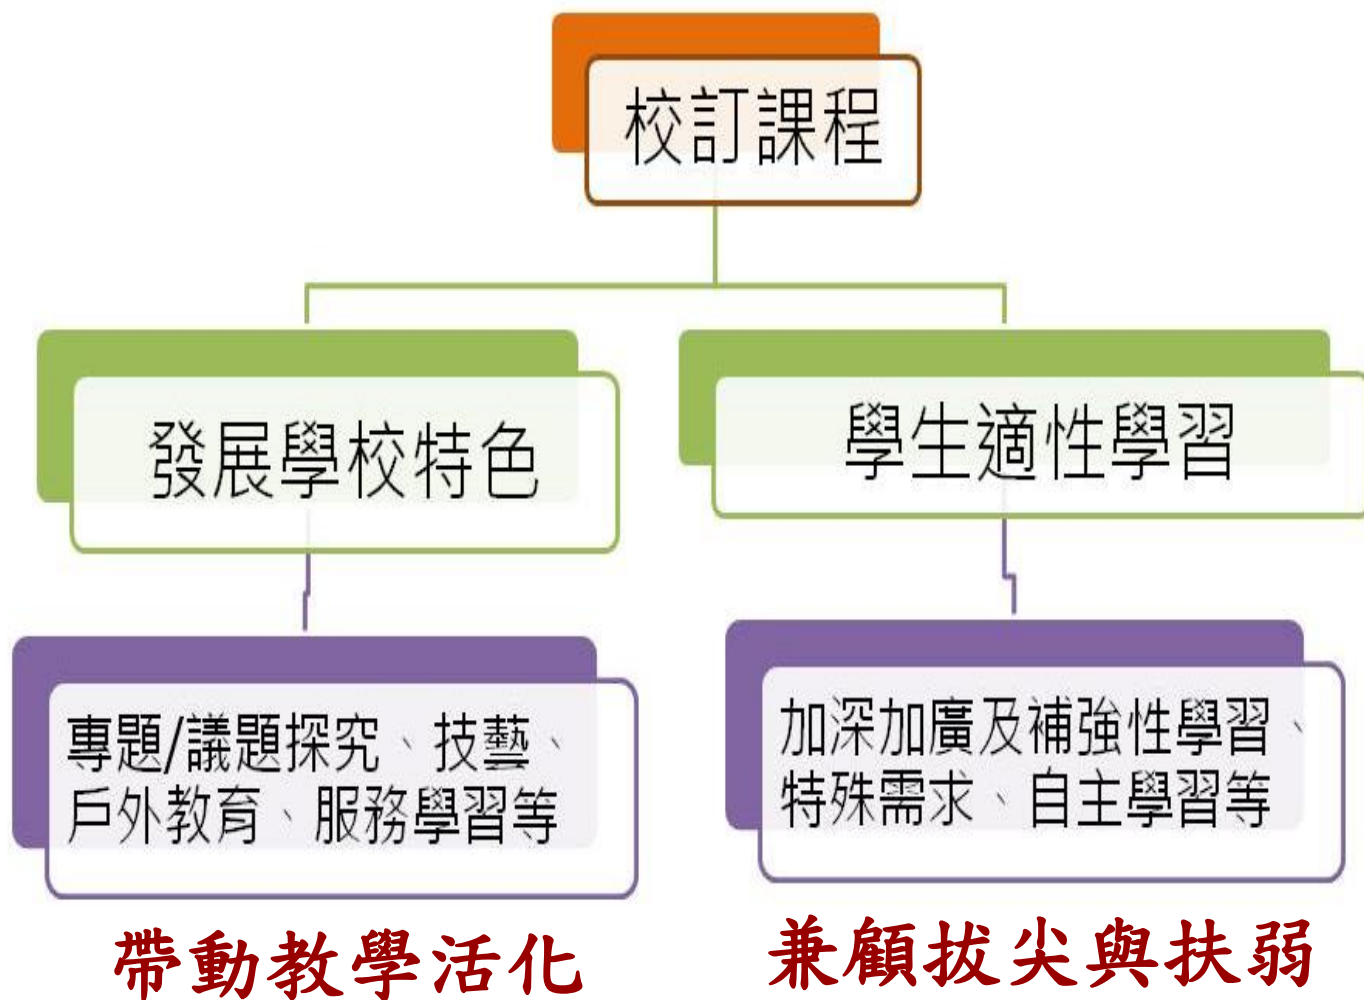 校訂課程
發展學校特色
學生適性學習
專題/議題探究、技藝、
戶外教育、服務學習等
加深加廣及補強性學習、
特殊需求、自主學習等
帶動教學活化
兼顧拔尖與扶弱